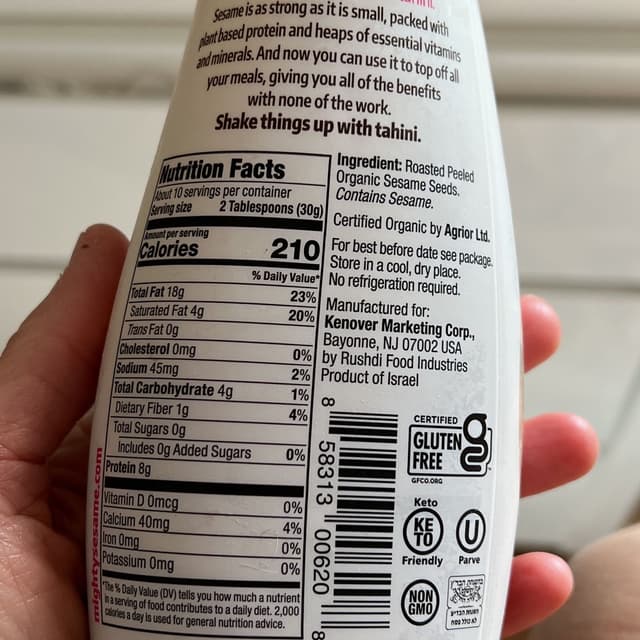 Sesame is as strong as it is small, packed with
plant based protein and heaps of essential vitamins
and minerals. And now you can use it to top off all
your meals, giving you all of the benefits
with none of the work.
Shake things up with tahini.
Nutrition Facts
About 10 servings per container
Serving size 2 Tablespoons (30g)
Amount per serving
Calories 210
% Daily Value*
Total Fat 18g 23%
Saturated Fat 4g 20%
Trans Fat 0g
Cholesterol 0mg 0%
Sodium 45mg 2%
Total Carbohydrate 4g 1%
Dietary Fiber 1g 4%
Total Sugars 0g
Includes 0g Added Sugars 0%
Protein 8g
Vitamin D 0mcg 0%
Calcium 40mg 4%
Iron 0mg 0%
Potassium 0mg 0%
*The % Daily Value (DV) tells you how much a nutrient
in a serving of food contributes to a daily diet. 2,000
calories a day is used for general nutrition advice.
mightysesame.com
Ingredient: Roasted Peeled
Organic Sesame Seeds.
Contains Sesame.
Certified Organic by Agrior Ltd.
For best before date see package.
Store in a cool, dry place.
No refrigeration required.
Manufactured for:
Kenover Marketing Corp.,
Bayonne, NJ 07002 USA
by Rushdi Food Industries
Product of Israel
8 58313 00620 8
CERTIFIED
GLUTEN
FREE
GFCO.ORG
Keto
KE
TO
Friendly
U
Parve
NON
GMO